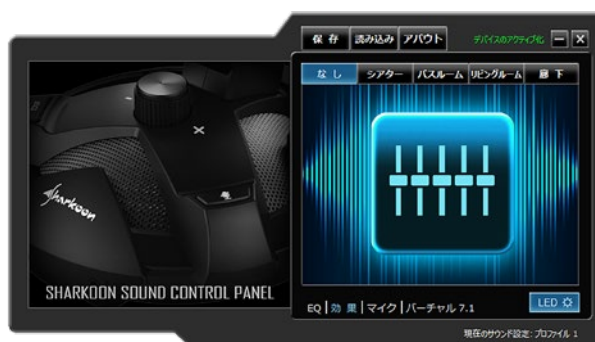 保存 読み込み アバウト デバイスのアクティブ化
なし シアター バスルーム リビングルーム 廊下
Sharkoon
SHARKOON SOUND CONTROL PANEL
EQ | 効果 | マイク | バーチャル 7.1
LED
現在のサウンド設定: プロファイル 1